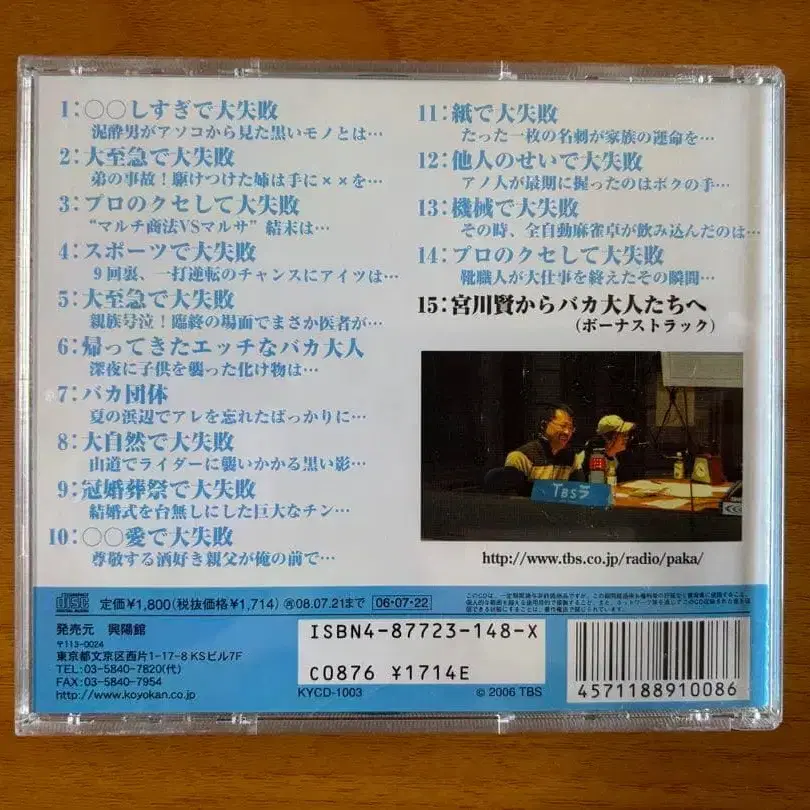 1：〇〇しすぎで大失敗
泥酔男がアソコから見た黒いモノとは…
2：大至急で大失敗
弟の事故！駆けつけた姉は手に××を…
3：プロのクセして大失敗
“マルチ商法VSマルサ”結末は…
4：スポーツで大失敗
9回裏、一打逆転のチャンスにアイツは…
5：大至急で大失敗
親族号泣！臨終の場面でまさか医者が…
6：帰ってきたエッチなバカ大人
深夜に子供を襲った化け物は…
7：バカ団体
夏の浜辺でアレを忘れたばっかりに…
8：大自然で大失敗
山道でライダーに襲いかかる黒い影…
9：冠婚葬祭で大失敗
結婚式を台無しにした巨大なチン…
10：〇〇愛で大失敗
尊敬する酒好き親父が俺の前で…
11：紙で大失敗
たった一枚の名刺が家族の運命を…
12：他人のせいで大失敗
アノ人が最期に握ったのはボクの手…
13：機械で大失敗
その時、全自動麻雀卓が飲み込んだのは…
14：プロのクセして大失敗
靴職人が大仕事を終えたその瞬間…
15：宮川賢からバカ大人たちへ
（ボーナストラック）
TBSラ
http://www.tbs.co.jp/radio/paka/
COMPACT DISC DIGITAL AUDIO
定価¥1,800(税抜価格¥1,714) ㋳08.07.21まで 06・07・22
発売元 興陽館
〒113-0024
東京都文京区西片1-17-8 KSビル7F
TEL:03-5840-7820(代)
FAX:03-5840-7954
http://www.koyokan.co.jp
ISBN4-87723-148-X
C0876 ¥1714E
KYCD-1003
© 2006 TBS
4571188910086